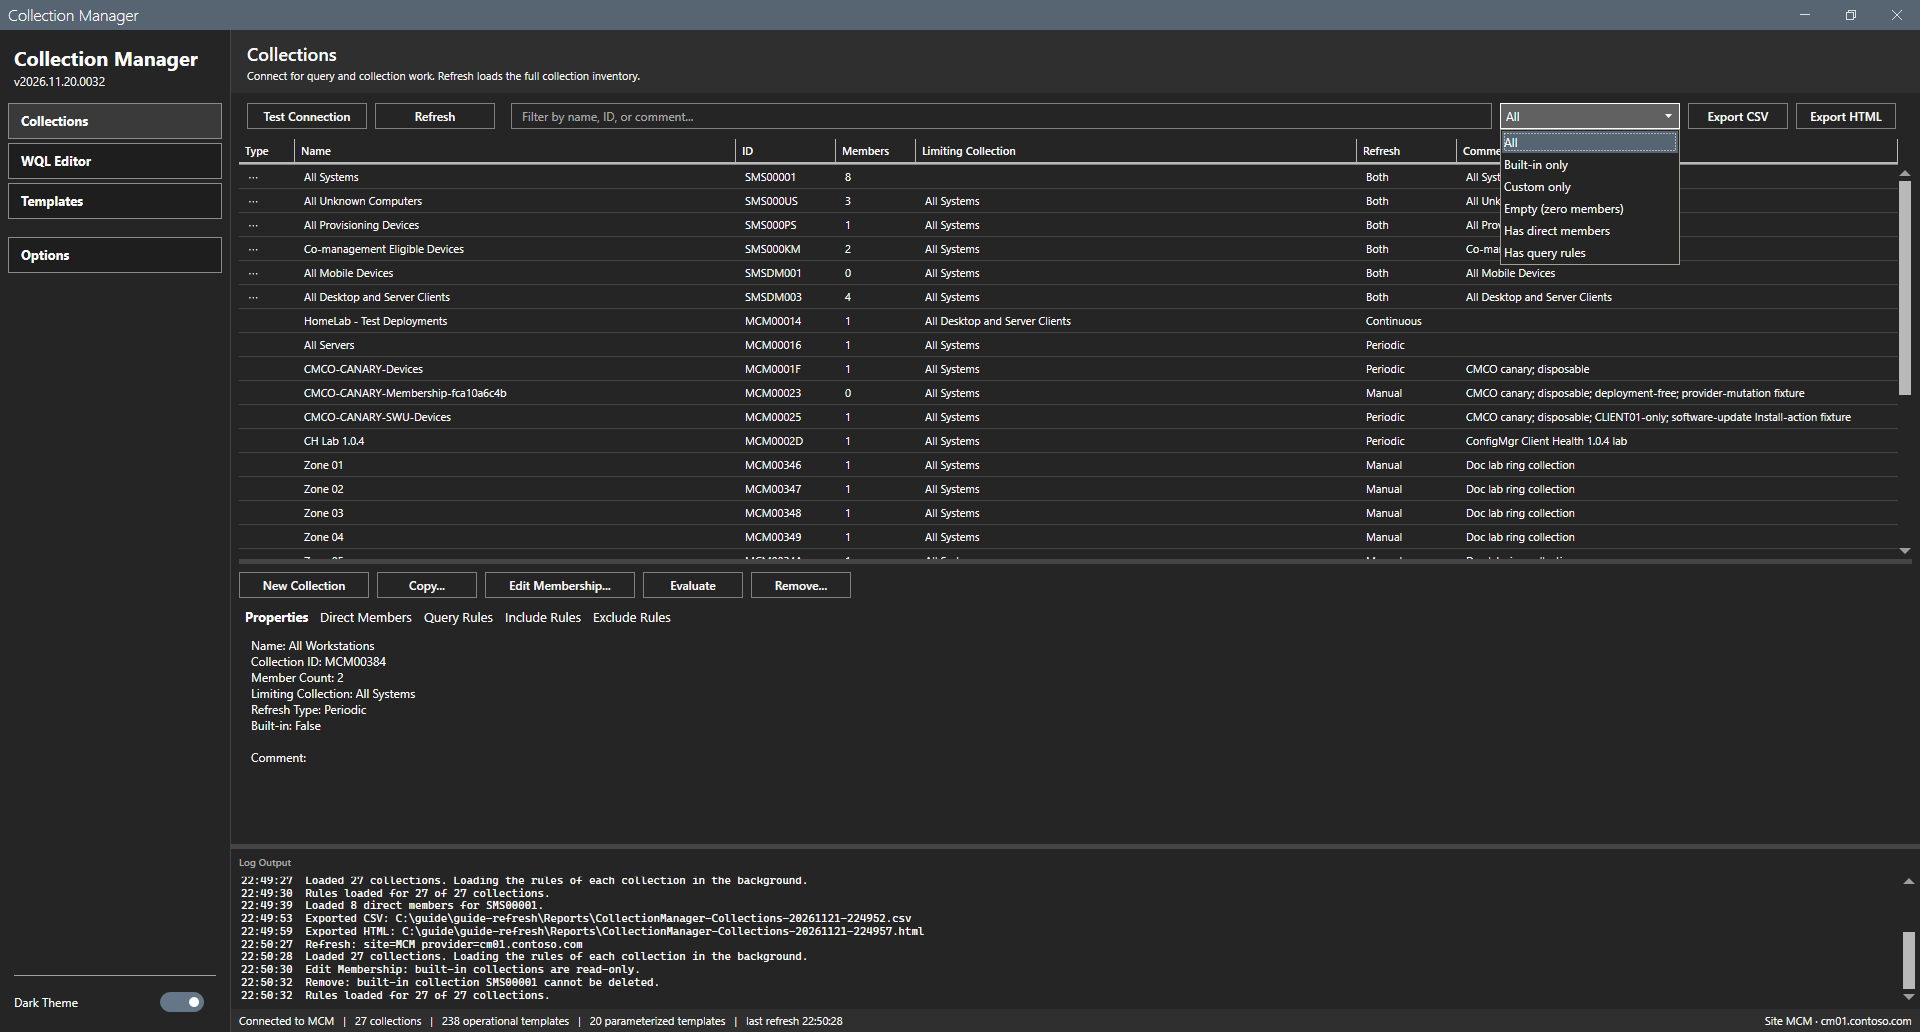 Collection Manager
Collection Manager
v2026.11.20.0032
Collections
WQL Editor
Templates
Options
Dark Theme
Collections
Connect for query and collection work. Refresh loads the full collection inventory.
Test Connection Refresh Filter by name, ID, or comment... All Export CSV Export HTML
All
Built-in only
Custom only
Empty (zero members)
Has direct members
Has query rules
Type Name ID Members Limiting Collection Refresh Comme
... All Systems SMS00001 8 Both All Syst
... All Unknown Computers SMS000US 3 All Systems Both All Unk
... All Provisioning Devices SMS000PS 1 All Systems Both All Prov
... Co-management Eligible Devices SMS000KM 2 All Systems Both Co-ma
... All Mobile Devices SMSDM001 0 All Systems Both All Mobile Devices
... All Desktop and Server Clients SMSDM003 4 All Systems Both All Desktop and Server Clients
HomeLab - Test Deployments MCM00014 1 All Desktop and Server Clients Continuous
All Servers MCM00016 1 All Systems Periodic
CMCO-CANARY-Devices MCM0001F 1 All Systems Periodic CMCO canary; disposable
CMCO-CANARY-Membership-fca10a6c4b MCM00023 0 All Systems Manual CMCO canary; disposable; deployment-free; provider-mutation fixture
CMCO-CANARY-SWU-Devices MCM00025 1 All Systems Periodic CMCO canary; disposable; CLIENT01-only; software-update Install-action fixture
CH Lab 1.0.4 MCM0002D 1 All Systems Periodic ConfigMgr Client Health 1.0.4 lab
Zone 01 MCM00346 1 All Systems Manual Doc lab ring collection
Zone 02 MCM00347 1 All Systems Manual Doc lab ring collection
Zone 03 MCM00348 1 All Systems Manual Doc lab ring collection
Zone 04 MCM00349 1 All Systems Manual Doc lab ring collection
New Collection Copy... Edit Membership... Evaluate Remove...
Properties Direct Members Query Rules Include Rules Exclude Rules
Name: All Workstations
Collection ID: MCM00384
Member Count: 2
Limiting Collection: All Systems
Refresh Type: Periodic
Built-in: False
Comment:
Log Output
22:49:27 Loaded 27 collections. Loading the rules of each collection in the background.
22:49:30 Rules loaded for 27 of 27 collections.
22:49:39 Loaded 8 direct members for SMS00001.
22:49:53 Exported CSV: C:\guide\guide-refresh\Reports\CollectionManager-Collections-20261121-224952.csv
22:49:59 Exported HTML: C:\guide\guide-refresh\Reports\CollectionManager-Collections-20261121-224957.html
22:50:27 Refresh: site=MCM provider=cm01.contoso.com
22:50:28 Loaded 27 collections. Loading the rules of each collection in the background.
22:50:30 Edit Membership: built-in collections are read-only.
22:50:32 Remove: built-in collection SMS00001 cannot be deleted.
22:50:32 Rules loaded for 27 of 27 collections.
Connected to MCM | 27 collections | 238 operational templates | 20 parameterized templates | last refresh 22:50:28
Site MCM · cm01.contoso.com